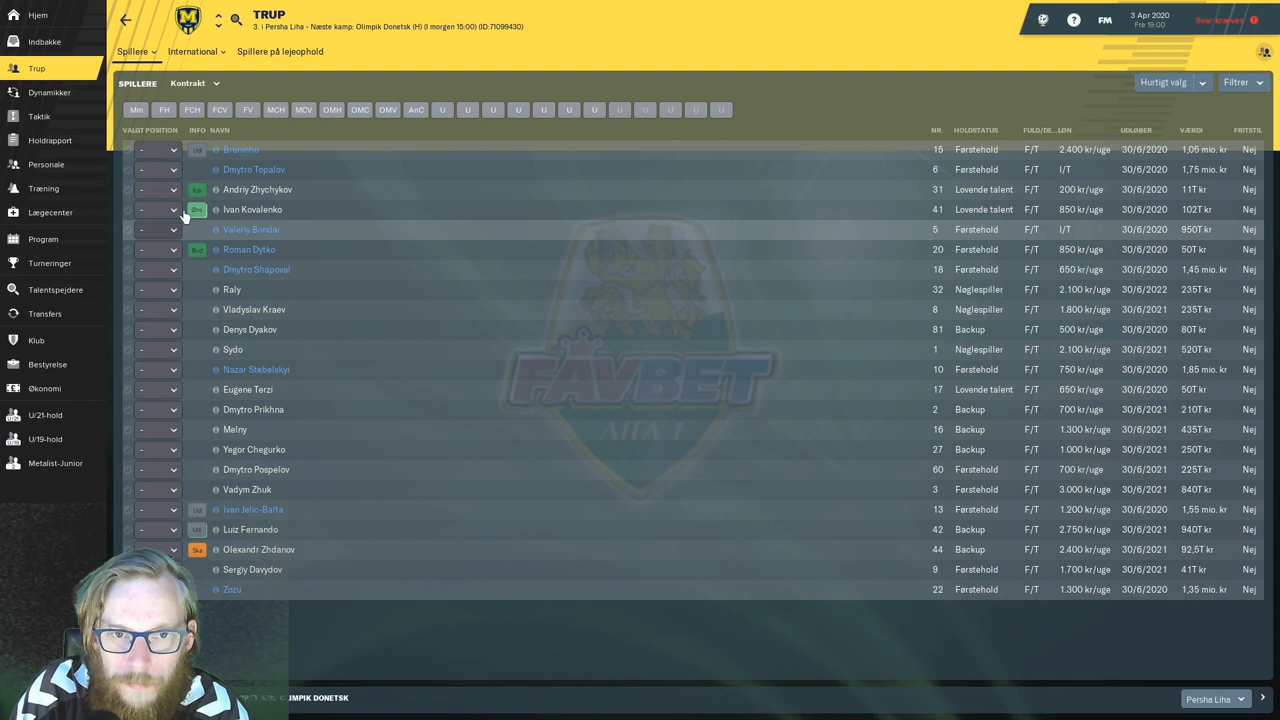 Hjem
Indbakke
Trup
Dynamikker
Taktik
Holdrapport
Personale
Træning
Lægecenter
Program
Turneringer
Talentspejdere
Transfers
Klub
Bestyrelse
Økonomi
U/21-hold
U/19-hold
Metalist-Junior
TRUP
3. i Persha Liha - Næste kamp: Olimpik Donetsk (H) (I morgen 15:00) (ID:71099430)
FM
3 Apr 2020
Fre 19:00
Svar kræves
Spillere International Spillere på lejeophold
SPILLERE Kontrakt Hurtigt valg Filtrer
Mm FH FCH FCV FV MCH MCV OMH OMC OMV AnC U U U U U U U U U U U U
VALGT POSITION INFO NAVN NR. HOLDSTATUS FULD/DE... LØN UDLØBER VÆRDI FRITSTIL
- Udl Bruninho 15 Førstehold F/T 2.400 kr/uge 30/6/2020 1,05 mio. kr Nej
- Dmytro Topalov 6 Førstehold F/T I/T 30/6/2020 1,75 mio. kr Nej
- Andriy Zhychykov 31 Lovende talent F/T 200 kr/uge 30/6/2020 11T kr Nej
- Øns Ivan Kovalenko 41 Lovende talent F/T 850 kr/uge 30/6/2020 102T kr Nej
- Valeriy Bondar 5 Førstehold F/T I/T 30/6/2020 950T kr Nej
- Roman Dytko 20 Førstehold F/T 850 kr/uge 30/6/2020 50T kr Nej
- Dmytro Shapoval 18 Førstehold F/T 650 kr/uge 30/6/2020 1,45 mio. kr Nej
- Raly 32 Nøglespiller F/T 2.100 kr/uge 30/6/2022 235T kr Nej
- Vladyslav Kraev 8 Nøglespiller F/T 1.800 kr/uge 30/6/2021 235T kr Nej
- Denys Dyakov 81 Backup F/T 500 kr/uge 30/6/2020 80T kr Nej
- Sydo 1 Nøglespiller F/T 2.100 kr/uge 30/6/2021 520T kr Nej
- Nazar Stebelskyi 10 Førstehold F/T 750 kr/uge 30/6/2020 1,85 mio. kr Nej
- Eugene Terzi 17 Lovende talent F/T 650 kr/uge 30/6/2020 50T kr Nej
- Dmytro Prikhna 2 Backup F/T 700 kr/uge 30/6/2021 210T kr Nej
- Melny 16 Backup F/T 1.300 kr/uge 30/6/2021 435T kr Nej
- Yegor Chegurko 27 Backup F/T 1.000 kr/uge 30/6/2021 250T kr Nej
- Dmytro Pospelov 60 Førstehold F/T 700 kr/uge 30/6/2021 225T kr Nej
- Vadym Zhuk 3 Førstehold F/T 3.000 kr/uge 30/6/2021 840T kr Nej
- Udl Ivan Jelic-Balta 13 Førstehold F/T 1.200 kr/uge 30/6/2020 1,55 mio. kr Nej
- Udl Luiz Fernando 42 Backup F/T 2.750 kr/uge 30/6/2021 940T kr Nej
Ska Olexandr Zhdanov 44 Backup F/T 2.400 kr/uge 30/6/2021 92,5T kr Nej
Sergiy Davydov 9 Førstehold F/T 1.700 kr/uge 30/6/2021 41T kr Nej
Zozu 22 Førstehold F/T 1.300 kr/uge 30/6/2020 1,35 mio. kr Nej
FAVBET
ЛІГА
OLIMPIK DONETSK
Persha Liha